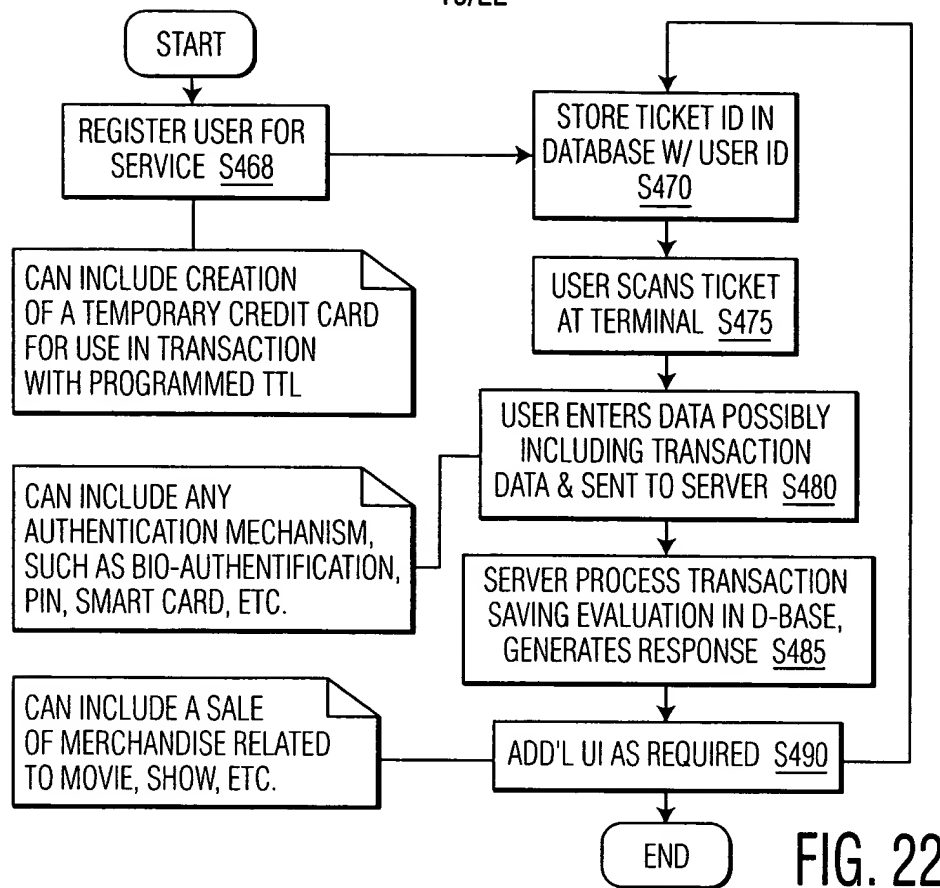 START
REGISTER USER FOR
SERVICE S468
CAN INCLUDE CREATION
OF A TEMPORARY CREDIT CARD
FOR USE IN TRANSACTION
WITH PROGRAMMED TTL
STORE TICKET ID IN
DATABASE W/ USER ID
S470
USER SCANS TICKET
AT TERMINAL S475
USER ENTERS DATA POSSIBLY
INCLUDING TRANSACTION
DATA & SENT TO SERVER S480
CAN INCLUDE ANY
AUTHENTICATION MECHANISM,
SUCH AS BIO-AUTHENTIFICATION,
PIN, SMART CARD, ETC.
SERVER PROCESS TRANSACTION
SAVING EVALUATION IN D-BASE,
GENERATES RESPONSE S485
CAN INCLUDE A SALE
OF MERCHANDISE RELATED
TO MOVIE, SHOW, ETC.
ADD'L UI AS REQUIRED S490
END
FIG. 22